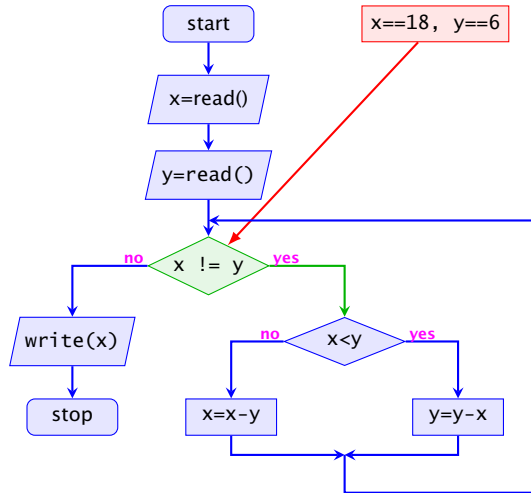 start
x==18, y==6
x=read()
y=read()
x != y
no
yes
write(x)
x<y
no
yes
stop
x=x-y
y=y-x